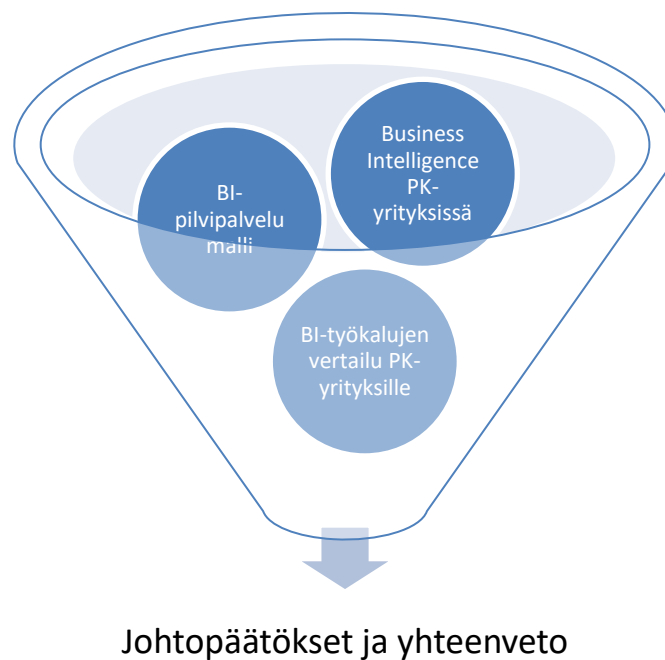 Business
Intelligence
PK-
yrityksissä
BI-
pilvipalvelu
malli
BI-työkalujen
vertailu PK-
yrityksille
Johtopäätökset ja yhteenveto